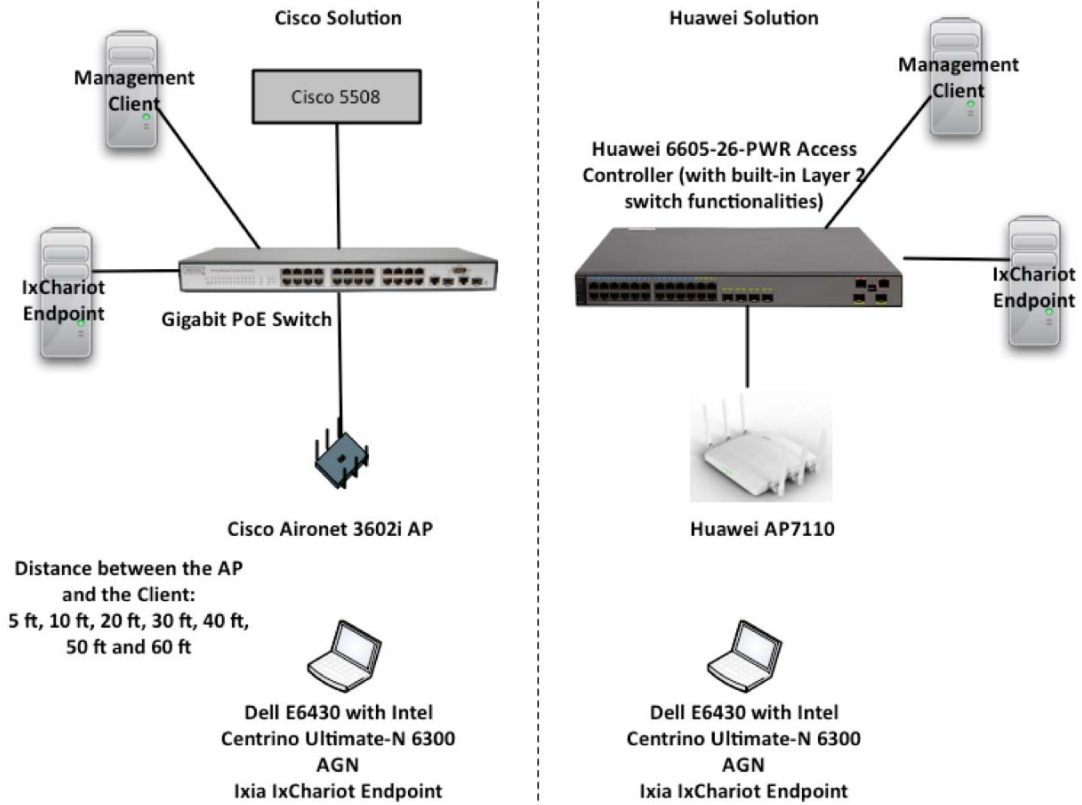 Cisco Solution
Management
Client
Cisco 5508
IxChariot
Endpoint
Gigabit PoE Switch
Cisco Aironet 3602i AP
Distance between the AP
and the Client:
5 ft, 10 ft, 20 ft, 30 ft, 40 ft,
50 ft and 60 ft
Dell E6430 with Intel
Centrino Ultimate-N 6300
AGN
Ixia IxChariot Endpoint
Huawei Solution
Management
Client
Huawei 6605-26-PWR Access
Controller (with built-in Layer 2
switch functionalities)
IxChariot
Endpoint
Huawei AP7110
Dell E6430 with Intel
Centrino Ultimate-N 6300
AGN
Ixia IxChariot Endpoint